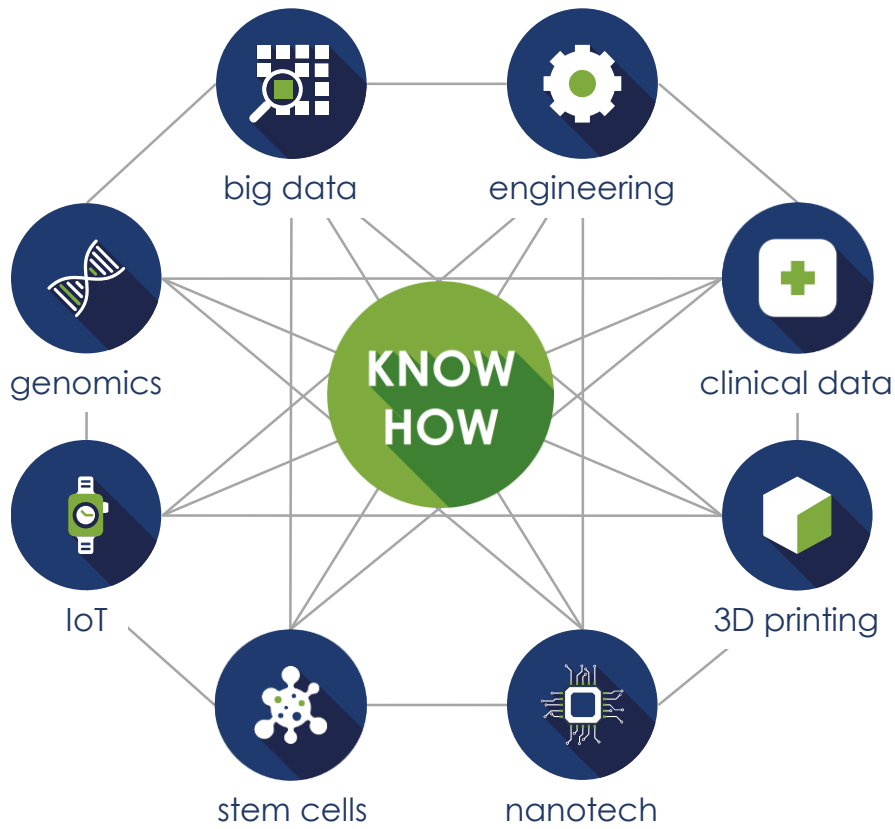 big data
engineering
genomics
KNOW
HOW
clinical data
IoT
3D printing
stem cells
nanotech